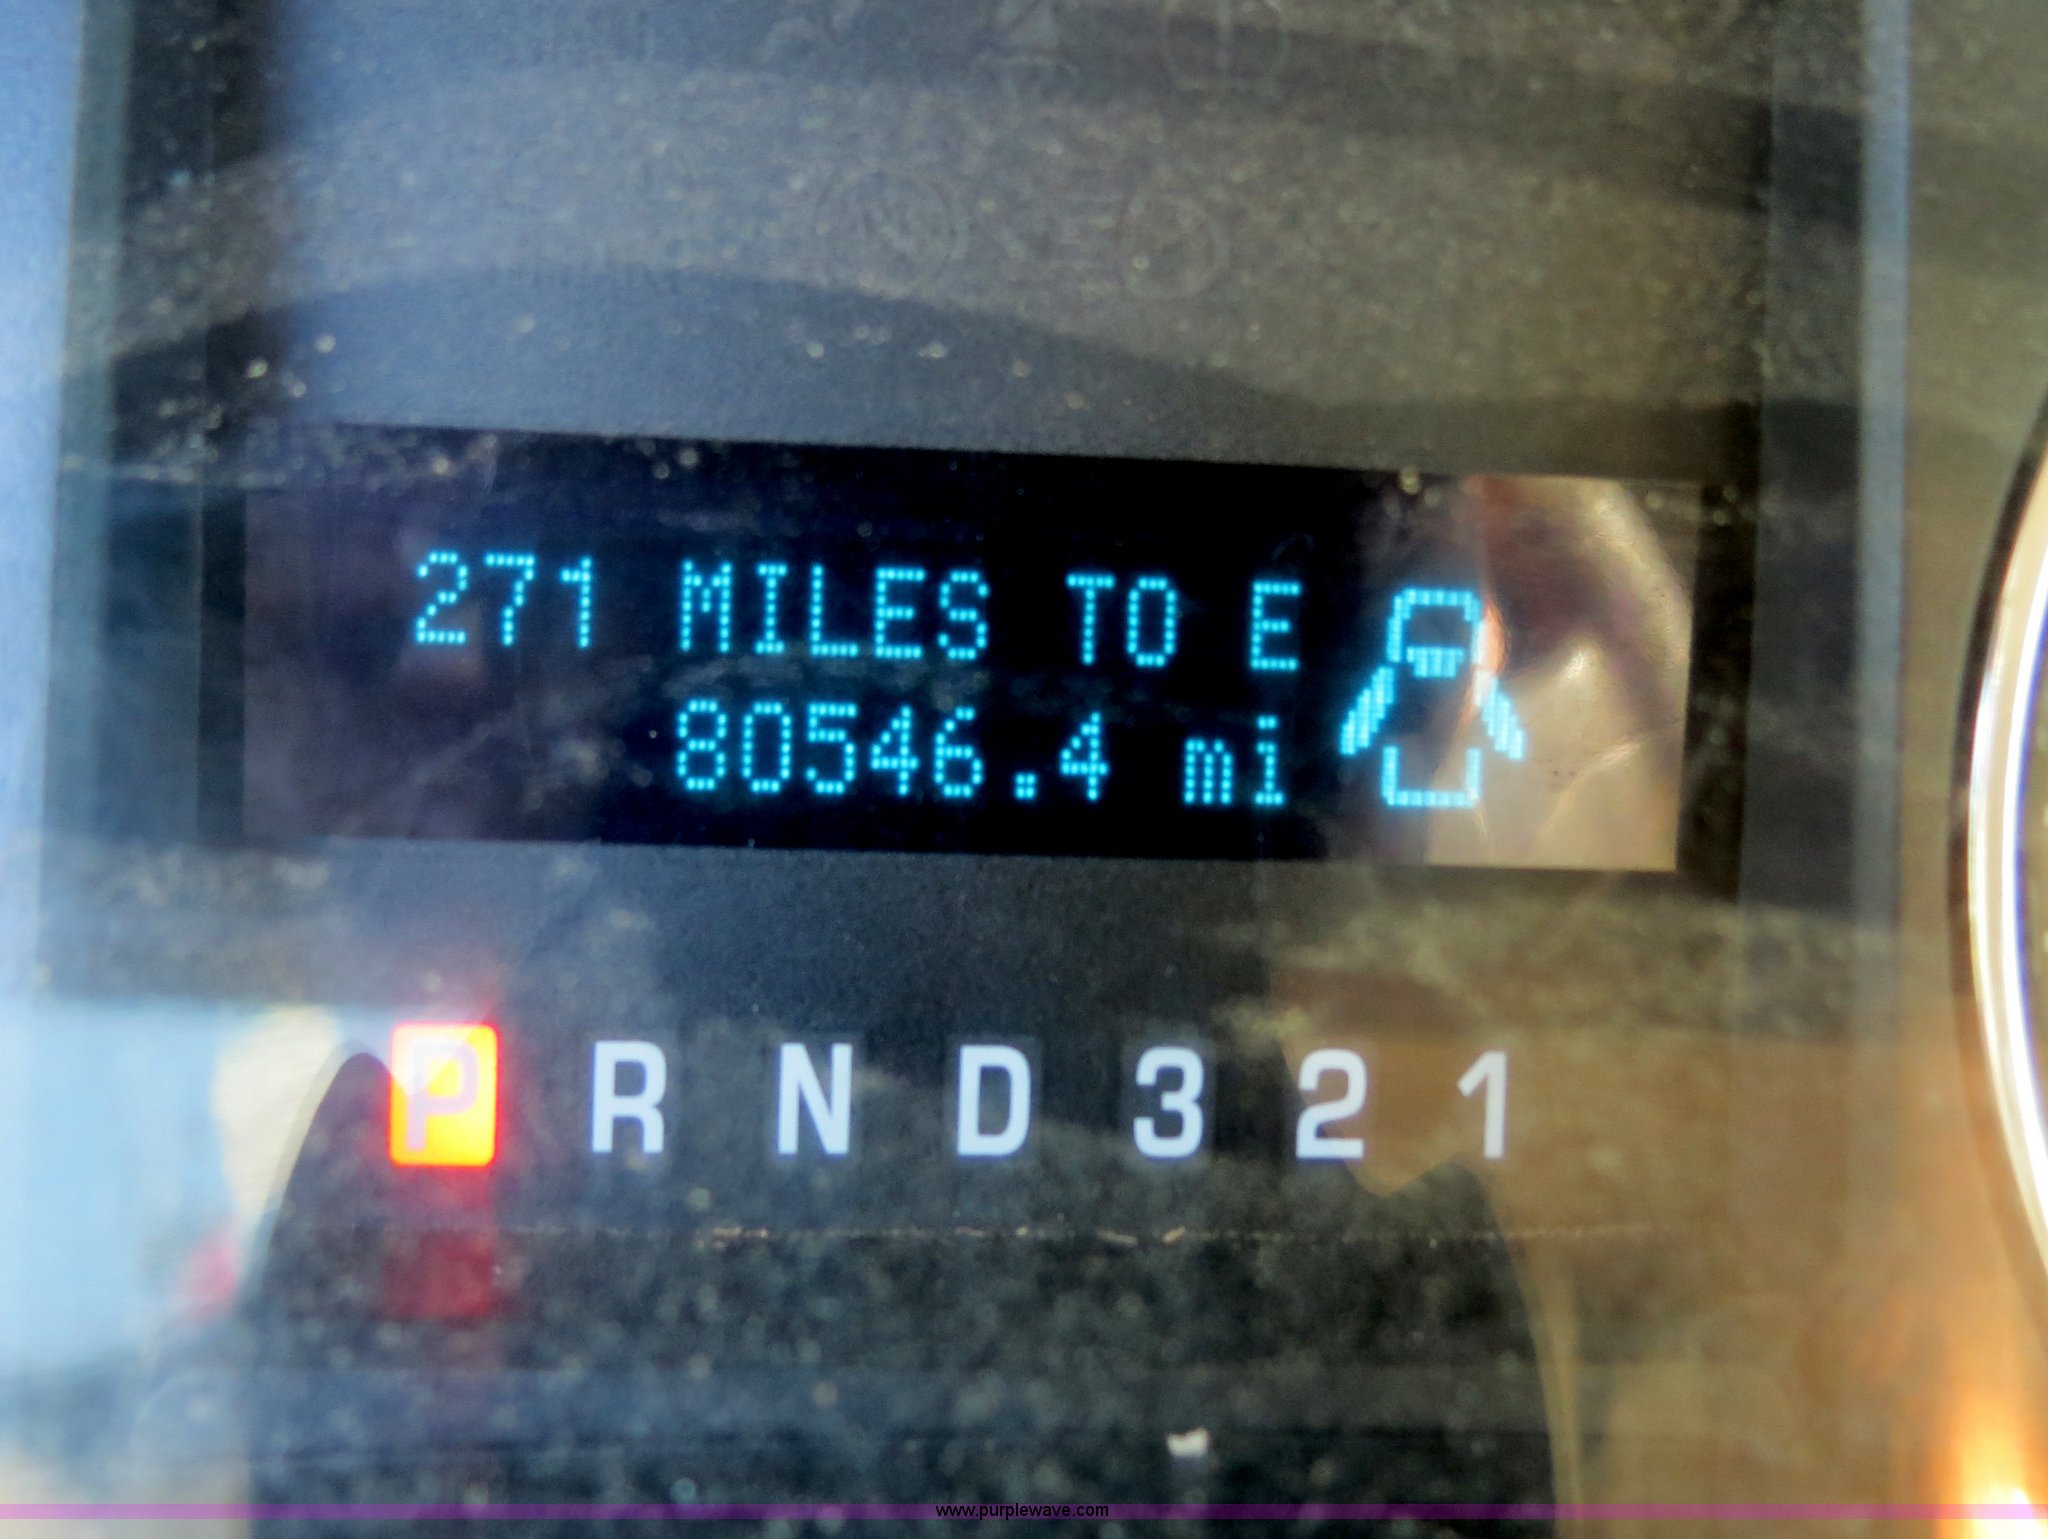 271 MILES TO E
80546.4 mi
P R N D 3 2 1
www.purplewave.com